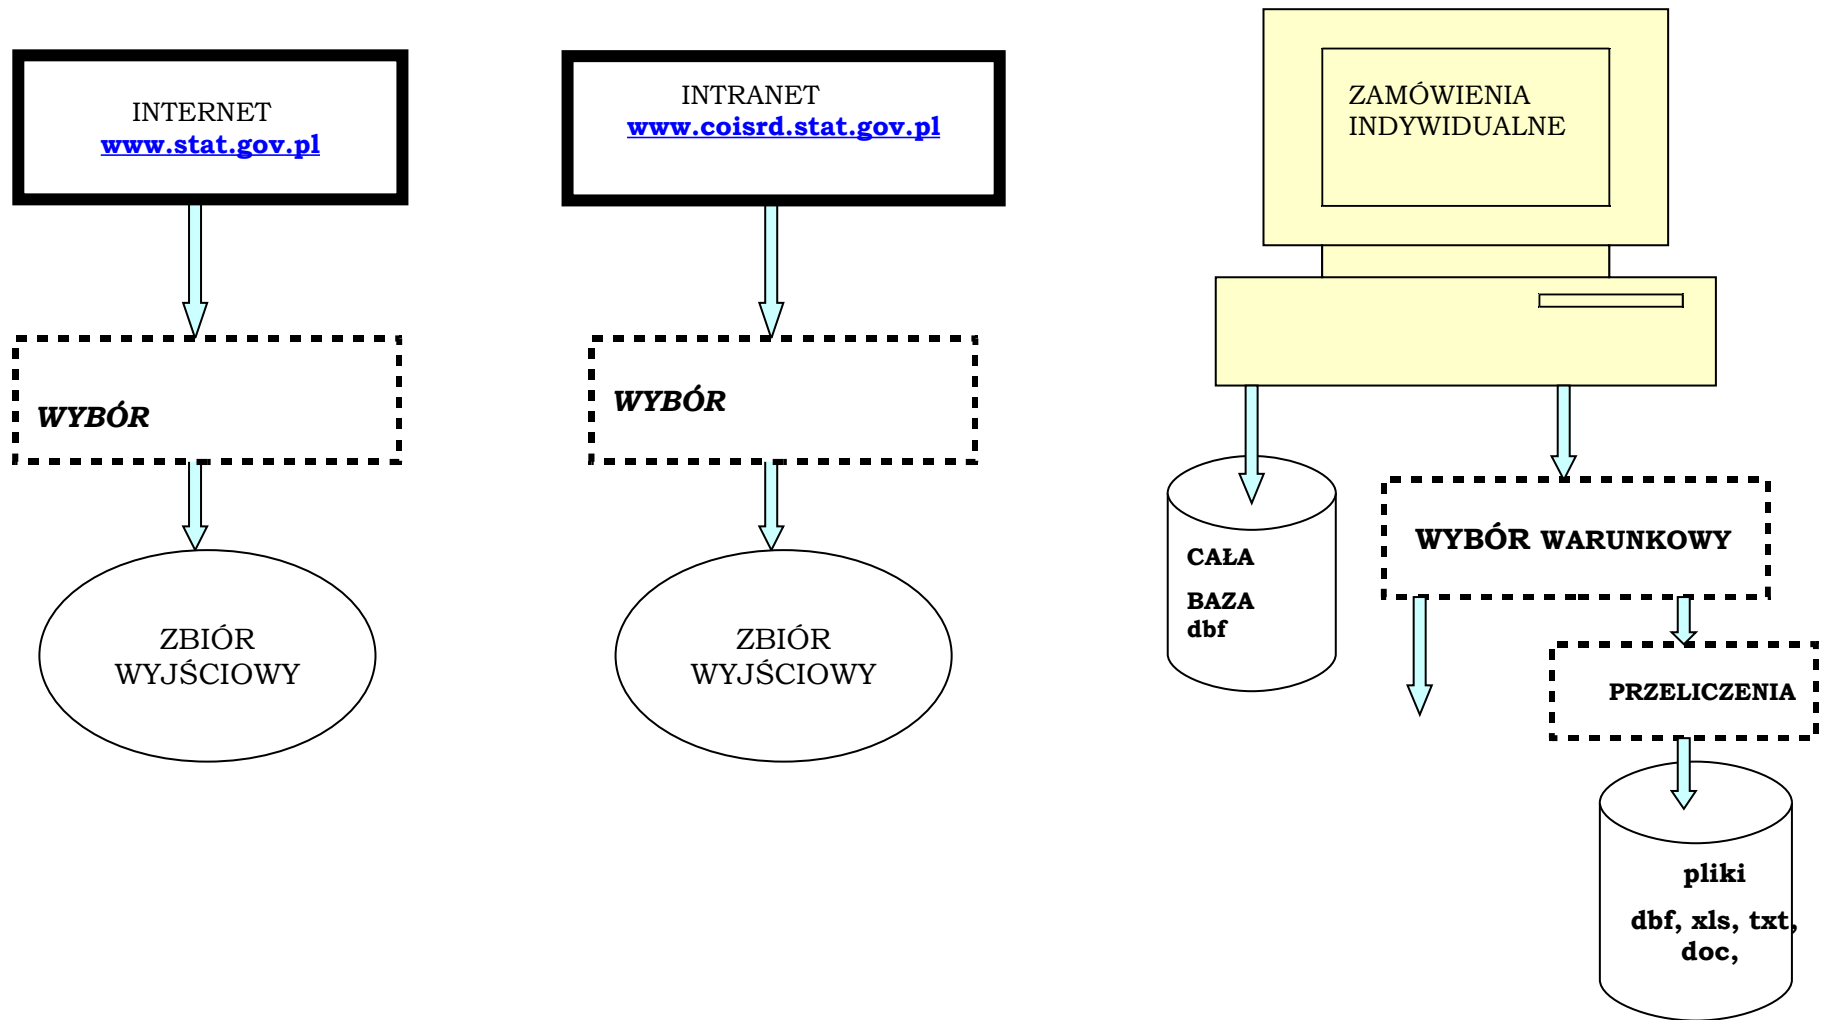 INTERNET
www.stat.gov.pl
INTRANET
www.coisrd.stat.gov.pl
ZAMÓWIENIA
INDYWIDUALNE
WYBÓR
WYBÓR
ZBIÓR
WYJŚCIOWY
ZBIÓR
WYJŚCIOWY
CAŁA
BAZA
dbf
WYBÓR WARUNKOWY
PRZELICZENIA
pliki
dbf, xls, txt,
doc,